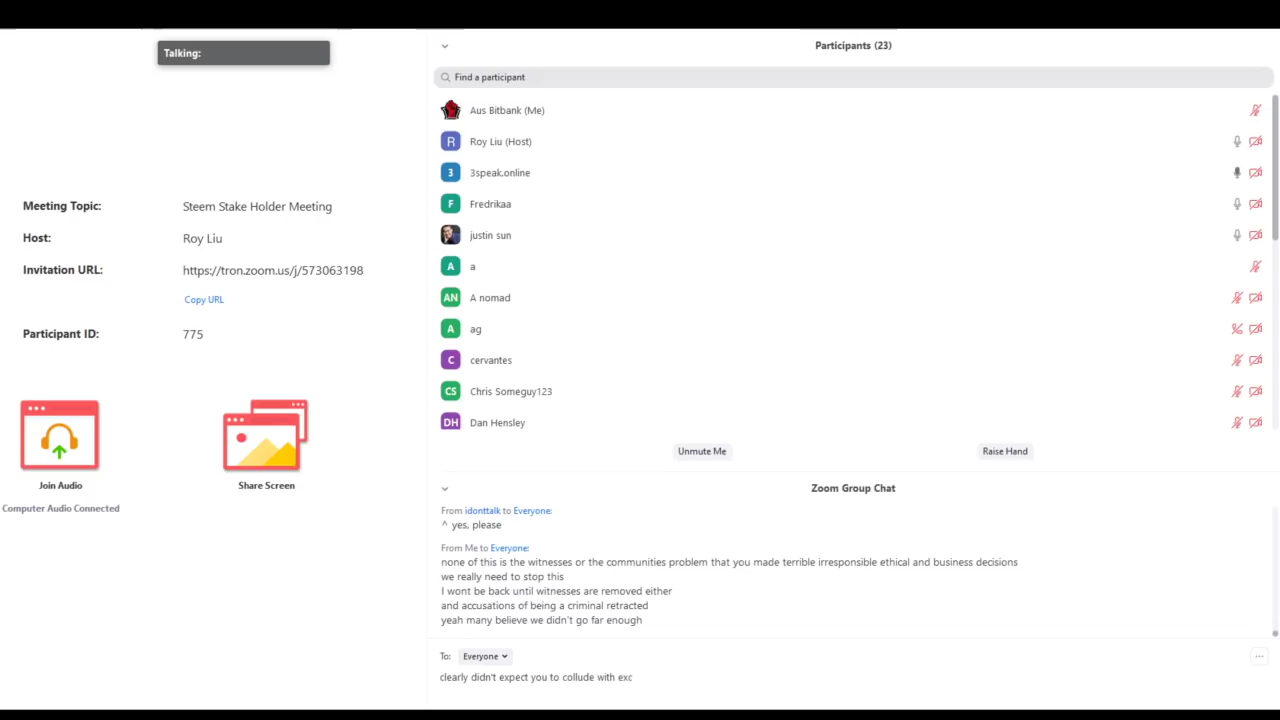 Talking:
Meeting Topic: Steem Stake Holder Meeting
Host: Roy Liu
Invitation URL: https://tron.zoom.us/j/573063198
Copy URL
Participant ID: 775
Join Audio
Computer Audio Connected
Share Screen
Participants (23)
Find a participant
Aus Bitbank (Me)
R Roy Liu (Host)
3 3speak.online
F Fredrikaa
justin sun
A a
AN A nomad
A ag
C cervantes
CS Chris Someguy123
DH Dan Hensley
Unmute Me
Raise Hand
Zoom Group Chat
From idonttalk to Everyone:
^ yes, please
From Me to Everyone:
none of this is the witnesses or the communities problem that you made terrible irresponsible ethical and business decisions
we really need to stop this
I wont be back until witnesses are removed either
and accusations of being a criminal retracted
yeah many believe we didn't go far enough
To: Everyone
clearly didn't expect you to collude with exc